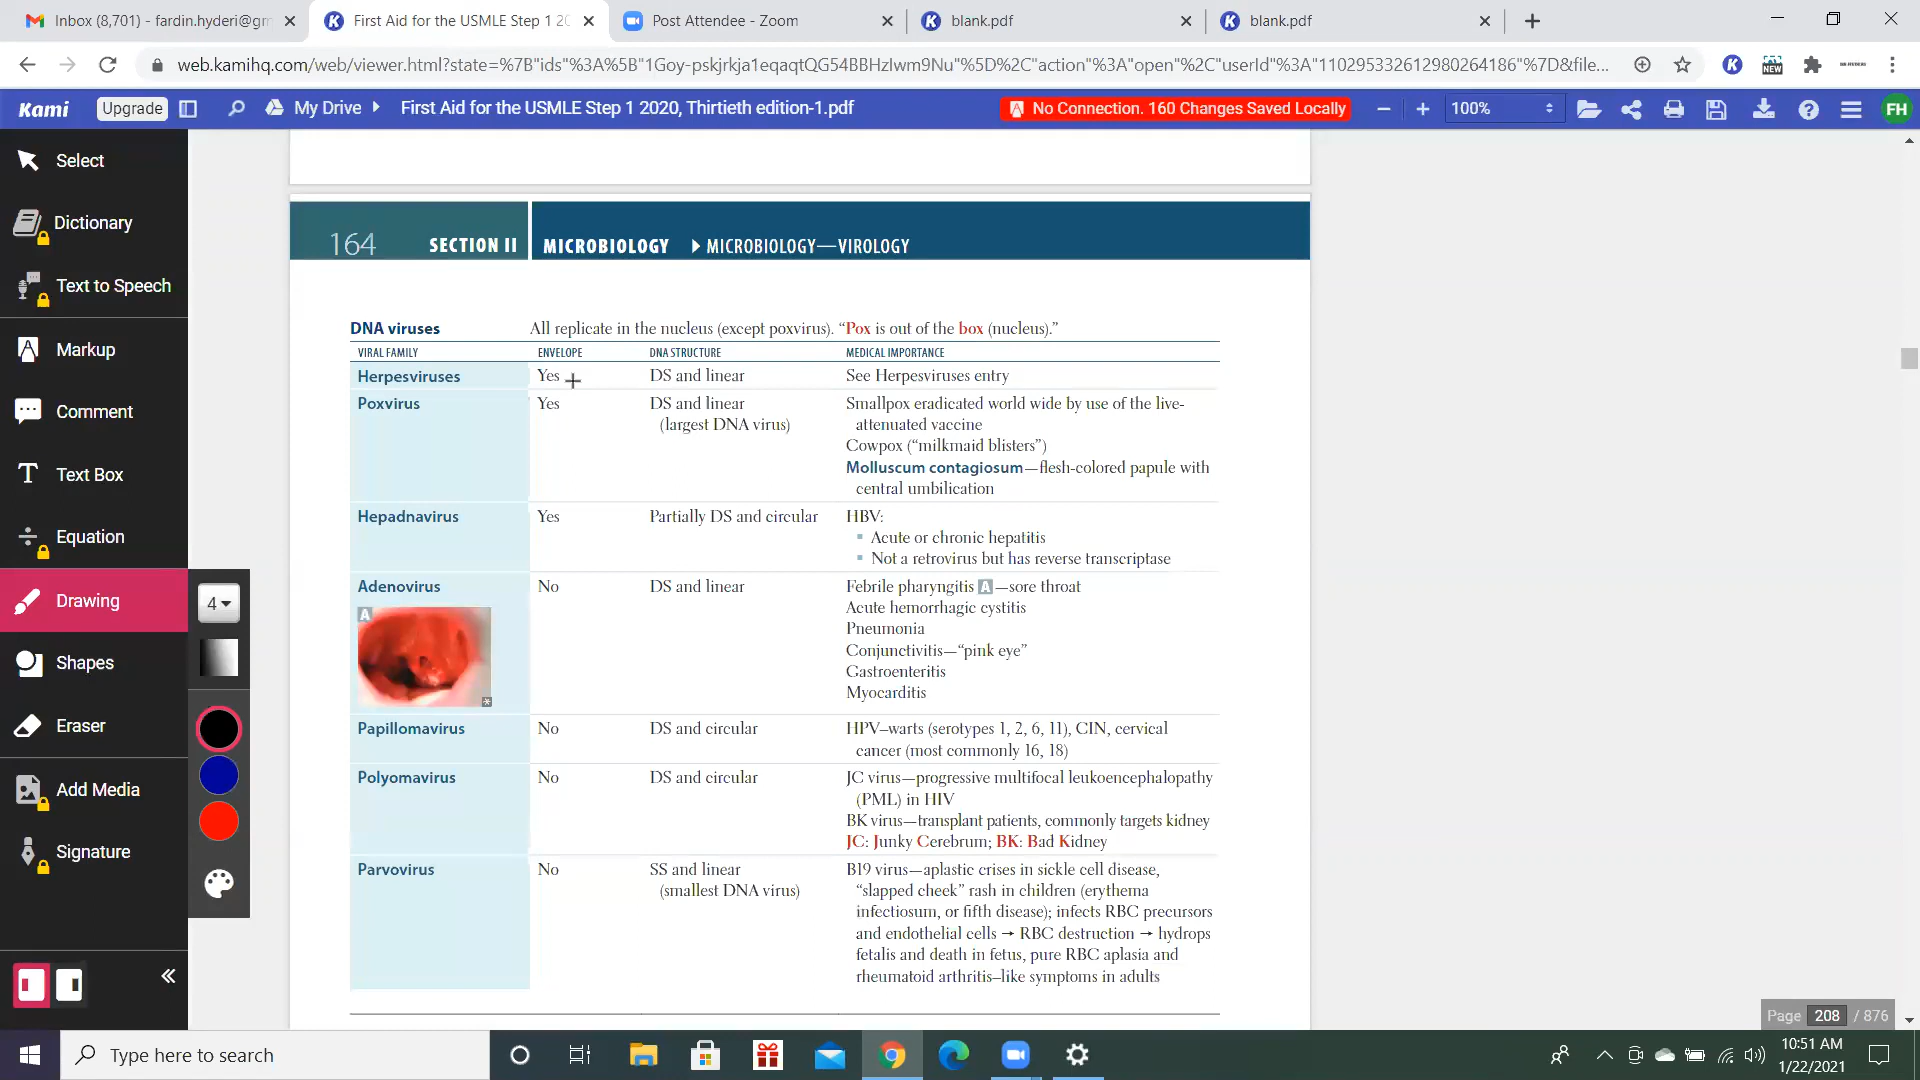 Inbox (8,701) - fardin.hyderi@gm
First Aid for the USMLE Step 1 20
Post Attendee - Zoom
blank.pdf
blank.pdf
web.kamihq.com/web/viewer.html?state=%7B"ids"%3A%5B"1Goy-pskjrkja1eqaqtQG54BBHzIwm9Nu"%5D%2C"action"%3A"open"%2C"userId"%3A"110295332612980264186"%7D&file...
NEW
Kami
Upgrade
My Drive
First Aid for the USMLE Step 1 2020, Thirtieth edition-1.pdf
No Connection. 160 Changes Saved Locally
100%
FH
Select
Dictionary
Text to Speech
Markup
Comment
Text Box
Equation
Drawing
4
Shapes
Eraser
Add Media
Signature
164 SECTION II MICROBIOLOGY MICROBIOLOGY—VIROLOGY
DNA viruses All replicate in the nucleus (except poxvirus). “Pox is out of the box (nucleus).”
VIRAL FAMILY ENVELOPE DNA STRUCTURE MEDICAL IMPORTANCE
Herpesviruses Yes DS and linear See Herpesviruses entry
Poxvirus Yes DS and linear Smallpox eradicated world wide by use of the live-
(largest DNA virus) attenuated vaccine
Cowpox (“milkmaid blisters”)
Molluscum contagiosum—flesh-colored papule with
central umbilication
Hepadnavirus Yes Partially DS and circular HBV:
Acute or chronic hepatitis
Not a retrovirus but has reverse transcriptase
Adenovirus No DS and linear Febrile pharyngitis A—sore throat
A Acute hemorrhagic cystitis
Pneumonia
Conjunctivitis—“pink eye”
Gastroenteritis
Myocarditis
Papillomavirus No DS and circular HPV–warts (serotypes 1, 2, 6, 11), CIN, cervical
cancer (most commonly 16, 18)
Polyomavirus No DS and circular JC virus—progressive multifocal leukoencephalopathy
(PML) in HIV
BK virus—transplant patients, commonly targets kidney
JC: Junky Cerebrum; BK: Bad Kidney
Parvovirus No SS and linear B19 virus—aplastic crises in sickle cell disease,
(smallest DNA virus) “slapped cheek” rash in children (erythema
infectiosum, or fifth disease); infects RBC precursors
and endothelial cells → RBC destruction → hydrops
fetalis and death in fetus, pure RBC aplasia and
rheumatoid arthritis–like symptoms in adults
Page 208 / 876
Type here to search
10:51 AM
1/22/2021